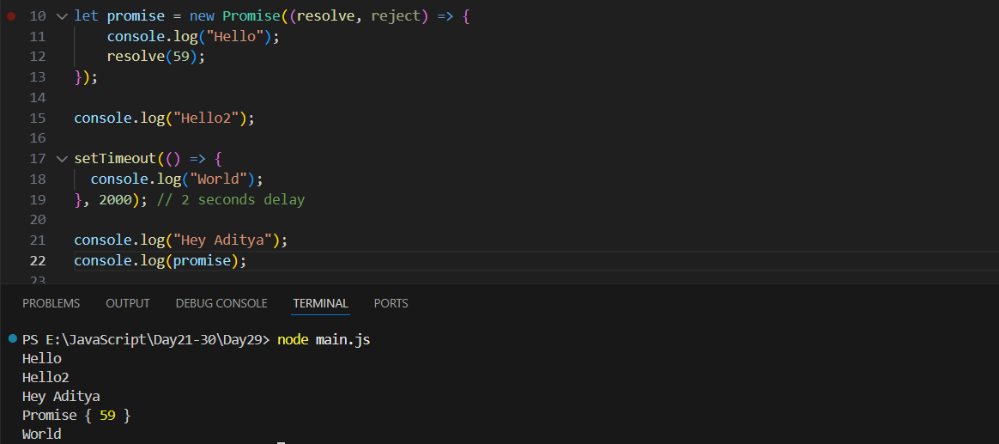 10 let promise = new Promise((resolve, reject) => {
11     console.log("Hello");
12     resolve(59);
13 });
14
15 console.log("Hello2");
16
17 setTimeout(() => {
18   console.log("World");
19 }, 2000); // 2 seconds delay
20
21 console.log("Hey Aditya");
22 console.log(promise);
23
PROBLEMS OUTPUT DEBUG CONSOLE TERMINAL PORTS
PS E:\JavaScript\Day21-30\Day29> node main.js
Hello
Hello2
Hey Aditya
Promise { 59 }
World